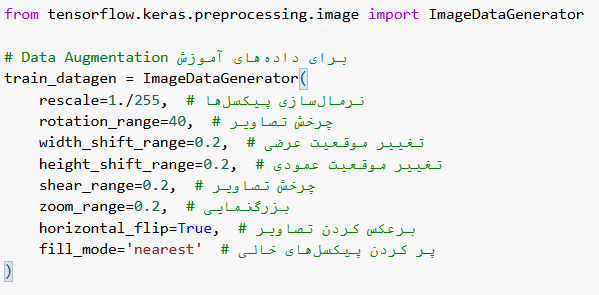 from tensorflow.keras.preprocessing.image import ImageDataGenerator
# Data Augmentation برای داده‌های آموزش
train_datagen = ImageDataGenerator(
    rescale=1./255,  # نرمال‌سازی پیکسل‌ها
    rotation_range=40,  # چرخش تصاویر
    width_shift_range=0.2,  # تغییر موقعیت عرضی
    height_shift_range=0.2,  # تغییر موقعیت عمودی
    shear_range=0.2,  # چرخش تصاویر
    zoom_range=0.2,  # بزرگنمایی
    horizontal_flip=True,  # برعکس کردن تصاویر
    fill_mode='nearest'  # پر کردن پیکسل‌های خالی
)